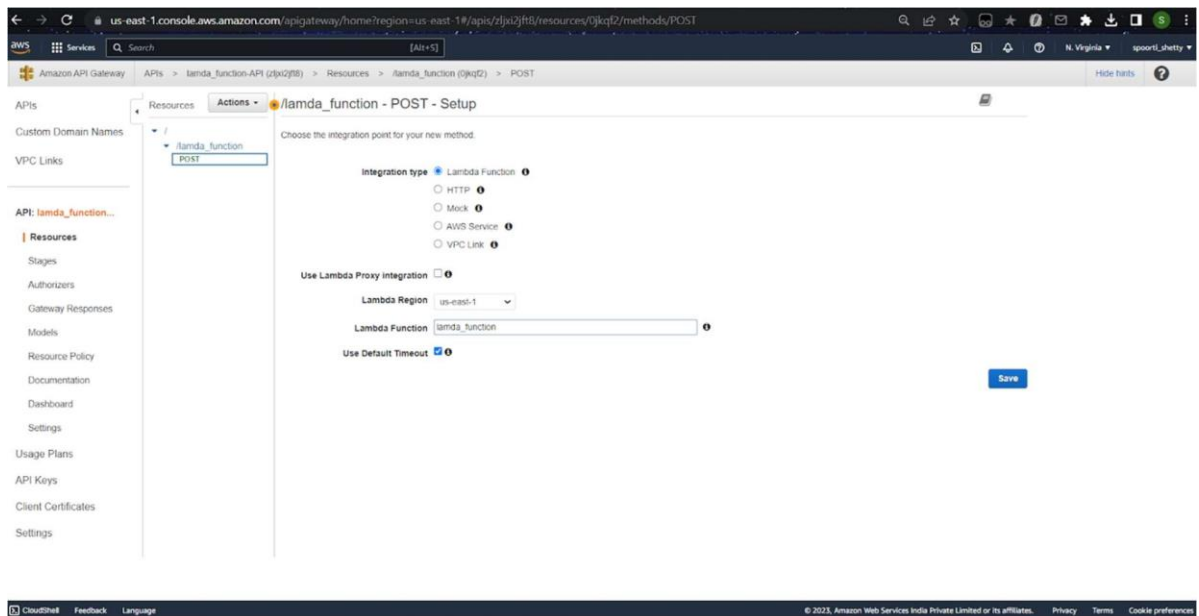 us-east-1.console.aws.amazon.com/apigateway/home?region=us-east-1#/apis/zljxi2jft8/resources/0jkqf2/methods/POST
aws Services Search [Alt+S] N. Virginia spoorti_shetty
Amazon API Gateway APIs > lamda_function-API (zljxi2jft8) > Resources > /lamda_function (0jkqf2) > POST Hide hints
APIs
Custom Domain Names
VPC Links
API: lamda_function...
Resources
Stages
Authorizers
Gateway Responses
Models
Resource Policy
Documentation
Dashboard
Settings
Usage Plans
API Keys
Client Certificates
Settings
Resources Actions
/
/lamda_function
POST
/lamda_function - POST - Setup
Choose the integration point for your new method.
Integration type Lambda Function
HTTP
Mock
AWS Service
VPC Link
Use Lambda Proxy integration
Lambda Region us-east-1
Lambda Function lamda_function
Use Default Timeout
Save
CloudShell Feedback Language © 2023, Amazon Web Services India Private Limited or its affiliates. Privacy Terms Cookie preferences